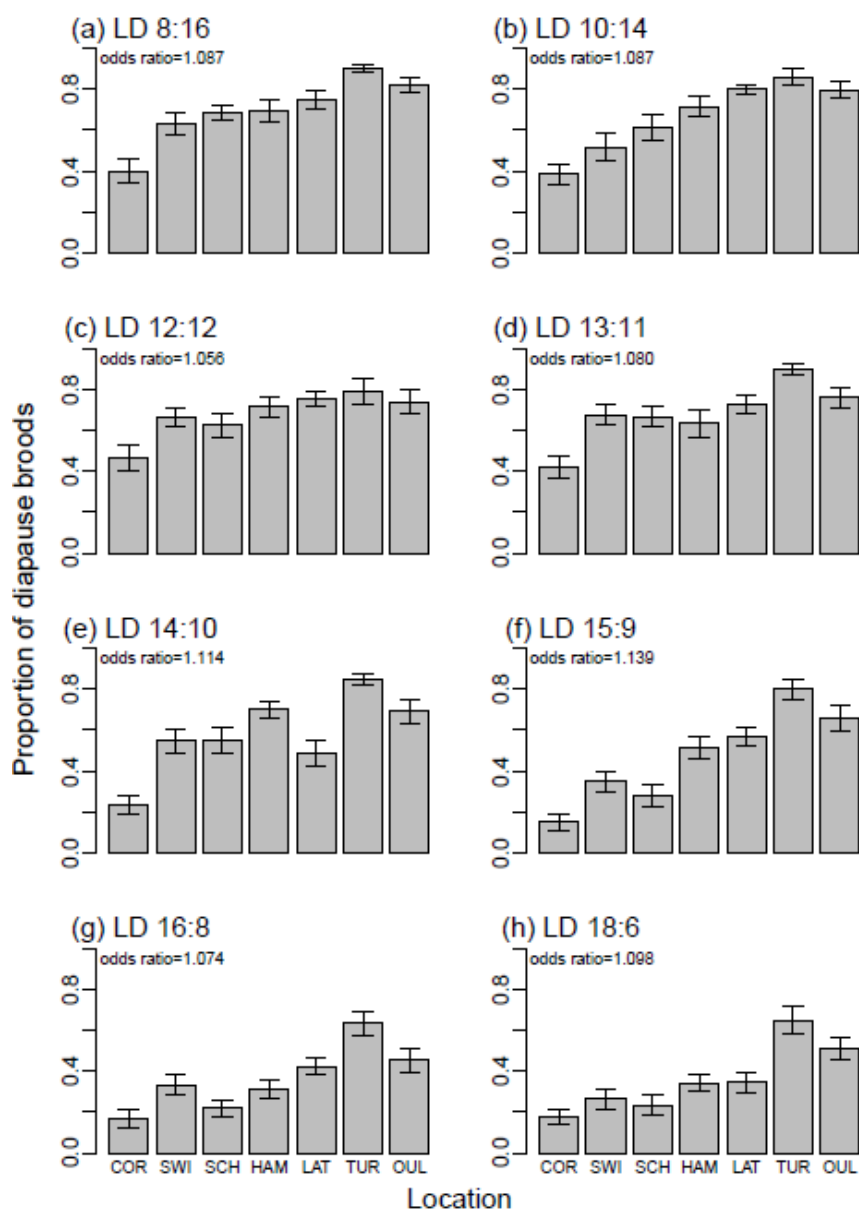 (a) LD 8:16
odds ratio=1.087
0.0 0.4 0.8
(b) LD 10:14
odds ratio=1.087
0.0 0.4 0.8
(c) LD 12:12
odds ratio=1.056
0.0 0.4 0.8
(d) LD 13:11
odds ratio=1.080
0.0 0.4 0.8
Proportion of diapause broods
(e) LD 14:10
odds ratio=1.114
0.0 0.4 0.8
(f) LD 15:9
odds ratio=1.139
0.0 0.4 0.8
(g) LD 16:8
odds ratio=1.074
0.0 0.4 0.8
COR SWI SCH HAM LAT TUR OUL
(h) LD 18:6
odds ratio=1.098
0.0 0.4 0.8
COR SWI SCH HAM LAT TUR OUL
Location